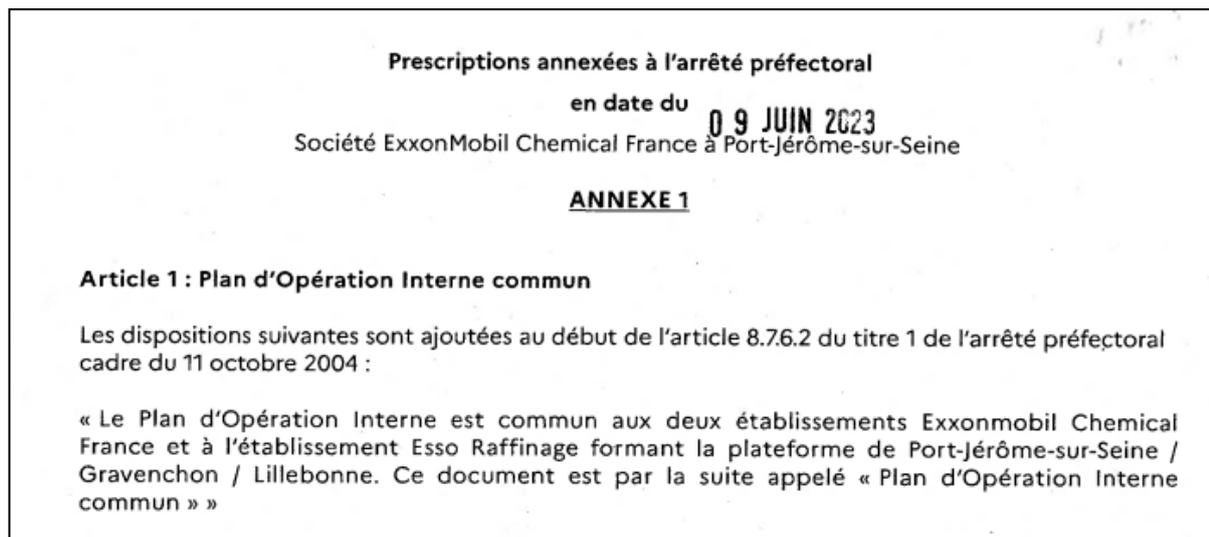 Prescriptions annexées à l'arrêté préfectoral
en date du 09 JUIN 2023
Société ExxonMobil Chemical France à Port-Jérôme-sur-Seine
ANNEXE 1
Article 1 : Plan d'Opération Interne commun
Les dispositions suivantes sont ajoutées au début de l'article 8.7.6.2 du titre 1 de l'arrêté préfectoral
cadre du 11 octobre 2004 :
« Le Plan d'Opération Interne est commun aux deux établissements Exxonmobil Chemical
France et à l'établissement Esso Raffinage formant la plateforme de Port-Jérôme-sur-Seine /
Gravenchon / Lillebonne. Ce document est par la suite appelé « Plan d'Opération Interne
commun » »